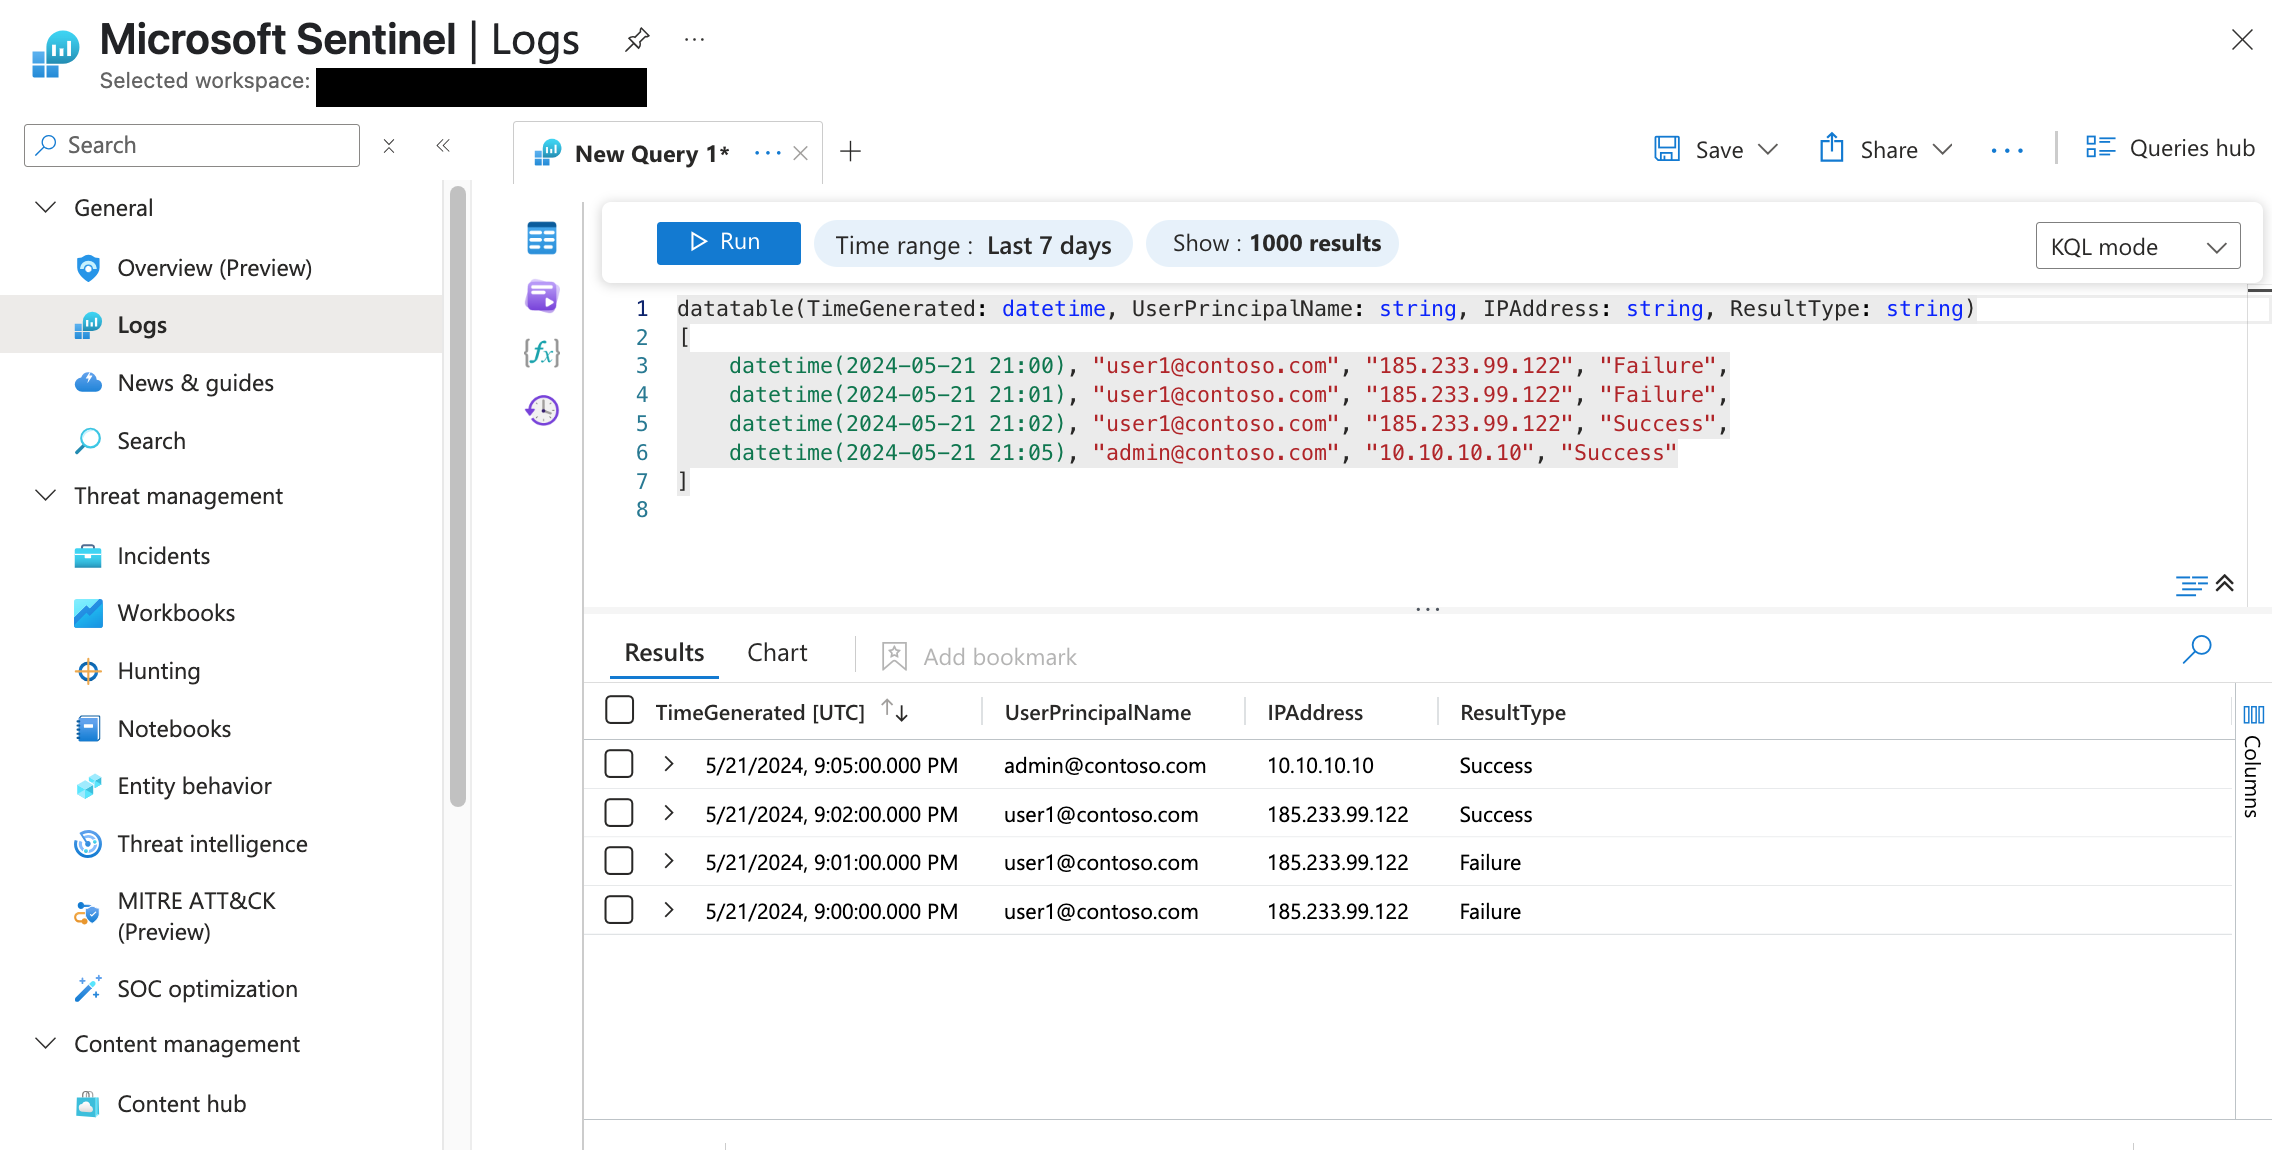 Microsoft Sentinel | Logs
Selected workspace:
Search
General
Overview (Preview)
Logs
News & guides
Search
Threat management
Incidents
Workbooks
Hunting
Notebooks
Entity behavior
Threat intelligence
MITRE ATT&CK
(Preview)
SOC optimization
Content management
Content hub
New Query 1*
Save
Share
Queries hub
Run
Time range : Last 7 days
Show : 1000 results
KQL mode
1 datatable(TimeGenerated: datetime, UserPrincipalName: string, IPAddress: string, ResultType: string)
2 [
3 datetime(2024-05-21 21:00), "user1@contoso.com", "185.233.99.122", "Failure",
4 datetime(2024-05-21 21:01), "user1@contoso.com", "185.233.99.122", "Failure",
5 datetime(2024-05-21 21:02), "user1@contoso.com", "185.233.99.122", "Success",
6 datetime(2024-05-21 21:05), "admin@contoso.com", "10.10.10.10", "Success"
7 ]
8
Results Chart Add bookmark
TimeGenerated [UTC] UserPrincipalName IPAddress ResultType
5/21/2024, 9:05:00.000 PM admin@contoso.com 10.10.10.10 Success
5/21/2024, 9:02:00.000 PM user1@contoso.com 185.233.99.122 Success
5/21/2024, 9:01:00.000 PM user1@contoso.com 185.233.99.122 Failure
5/21/2024, 9:00:00.000 PM user1@contoso.com 185.233.99.122 Failure
Columns